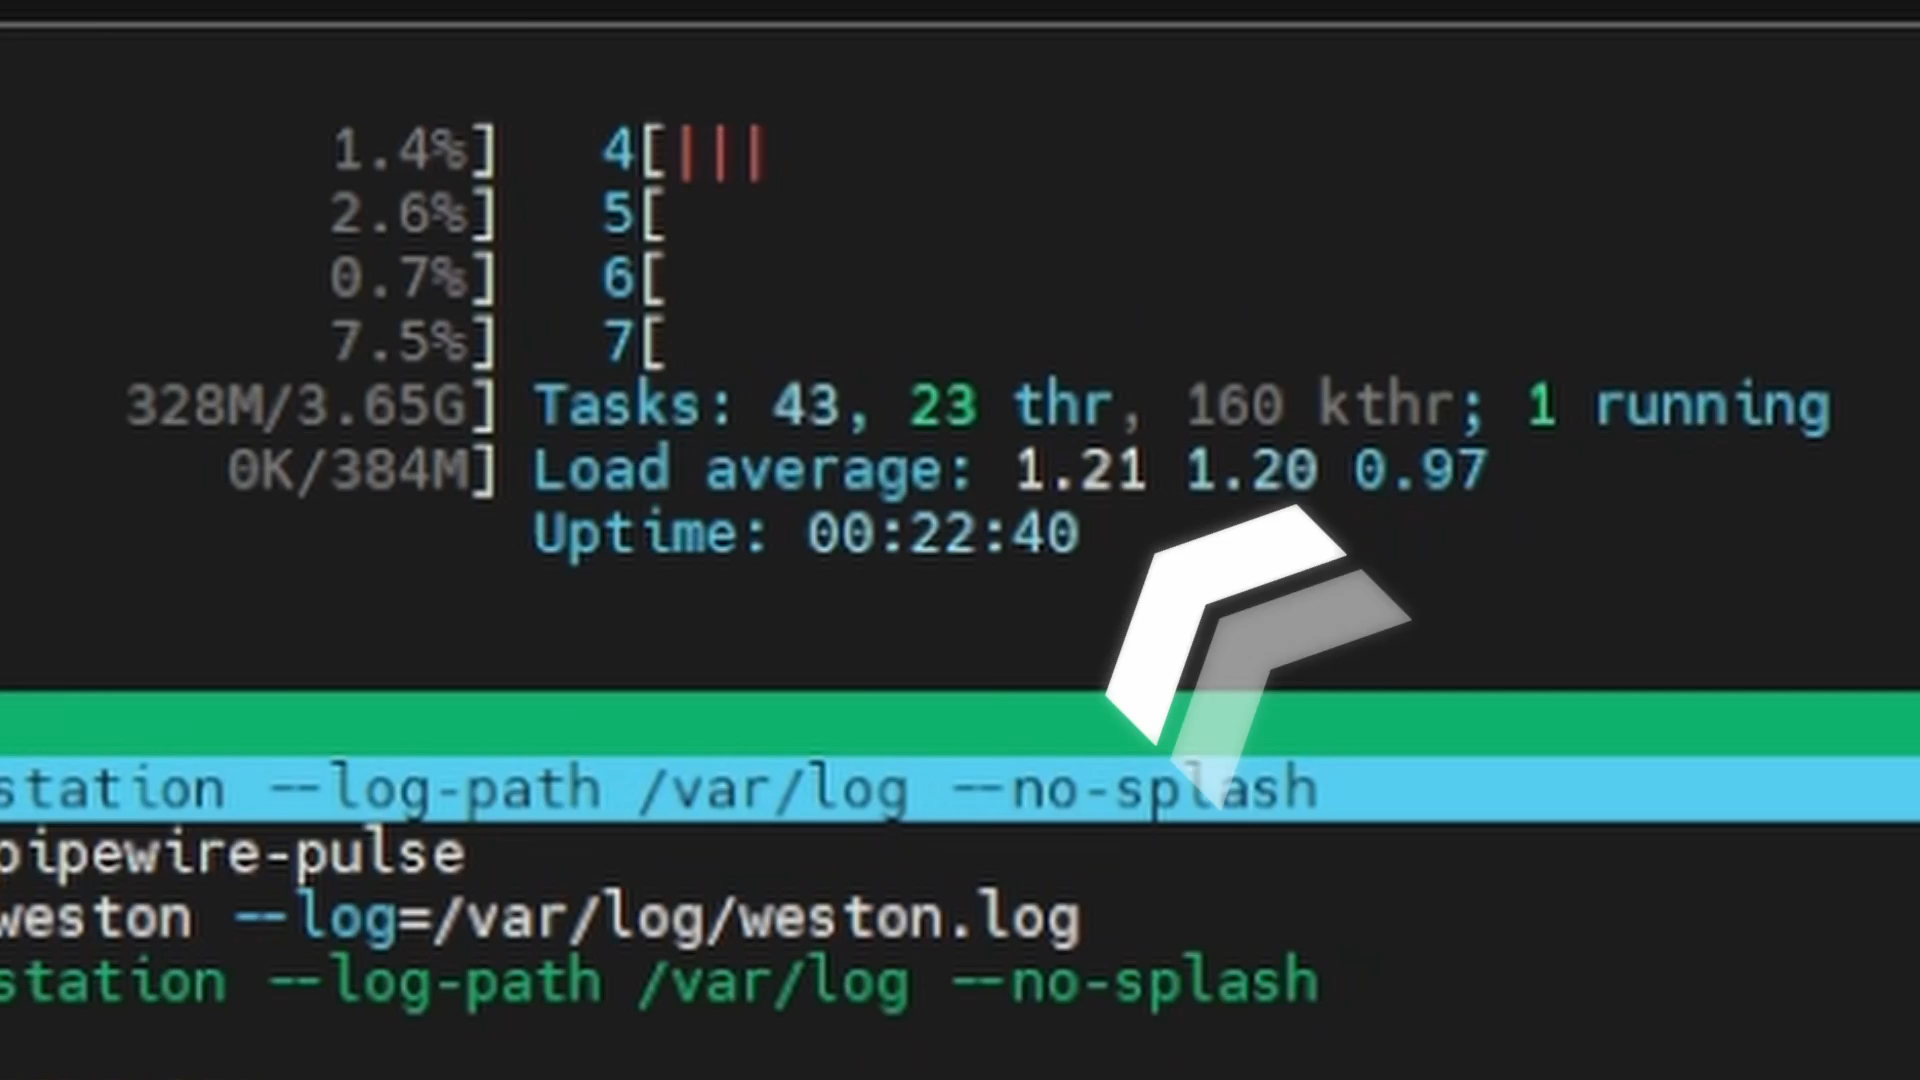 1.4%] 4[|||
2.6%] 5[
0.7%] 6[
7.5%] 7[
328M/3.65G] Tasks: 43, 23 thr, 160 kthr; 1 running
0K/384M] Load average: 1.21 1.20 0.97
Uptime: 00:22:40
station --log-path /var/log --no-splash
pipewire-pulse
weston --log=/var/log/weston.log
station --log-path /var/log --no-splash